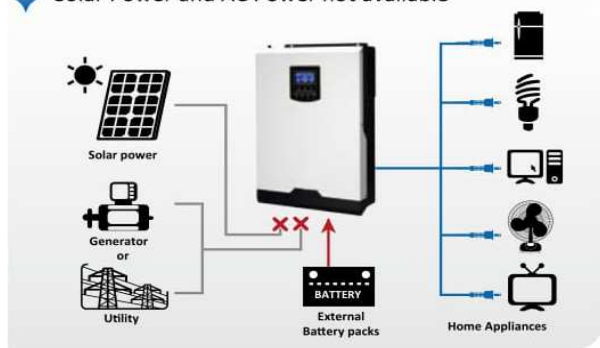 Solar Power and AC Power not available
Solar power
Generator
or
Utility
BATTERY
External
Battery packs
Home Appliances